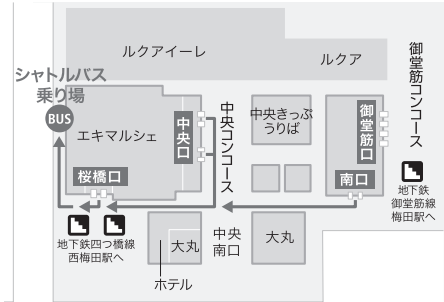 ルクアイーレ
ルクア
シャトルバス
乗り場
BUS
エキマルシェ
中央口
中央コンコース
中央きっぷ
うりば
御堂筋口
御堂筋コンコース
桜橋口
南口
地下鉄
御堂筋線
梅田駅へ
地下鉄四つ橋線
西梅田駅へ
大丸
ホテル
中央
南口
大丸